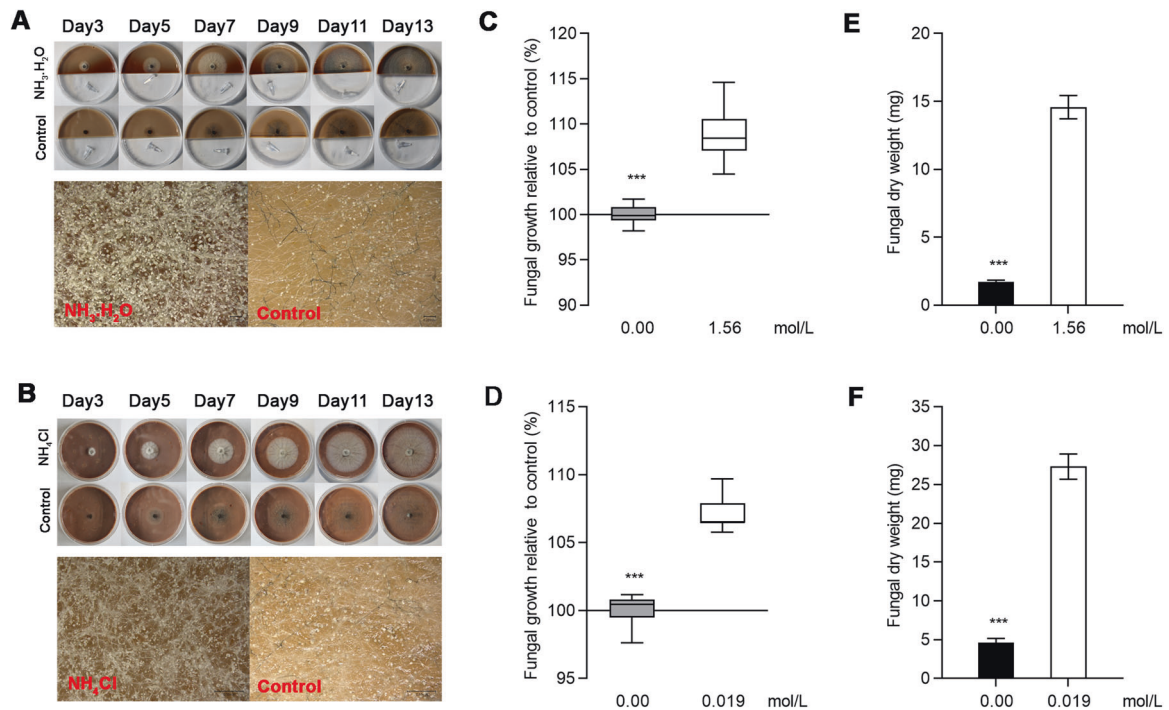 A
Day3 Day5 Day7 Day9 Day11 Day13
NH₃.H₂O
Control
NH₃.H₂O
Control
B
Day3 Day5 Day7 Day9 Day11 Day13
NH₄Cl
Control
NH₄Cl
Control
C
Fungal growth relative to control (%)
120
115
110
105
100
95
90
***
0.00 1.56 mol/L
D
Fungal growth relative to control (%)
115
110
105
100
95
***
0.00 0.019 mol/L
E
Fungal dry weight (mg)
20
15
10
5
0
***
0.00 1.56 mol/L
F
Fungal dry weight (mg)
35
30
25
20
15
10
5
0
***
0.00 0.019 mol/L